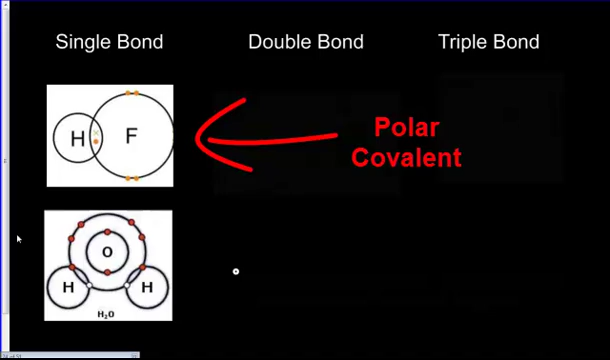 Single Bond
Double Bond
Triple Bond
H
F
Polar
Covalent
O
H
H
H₂O